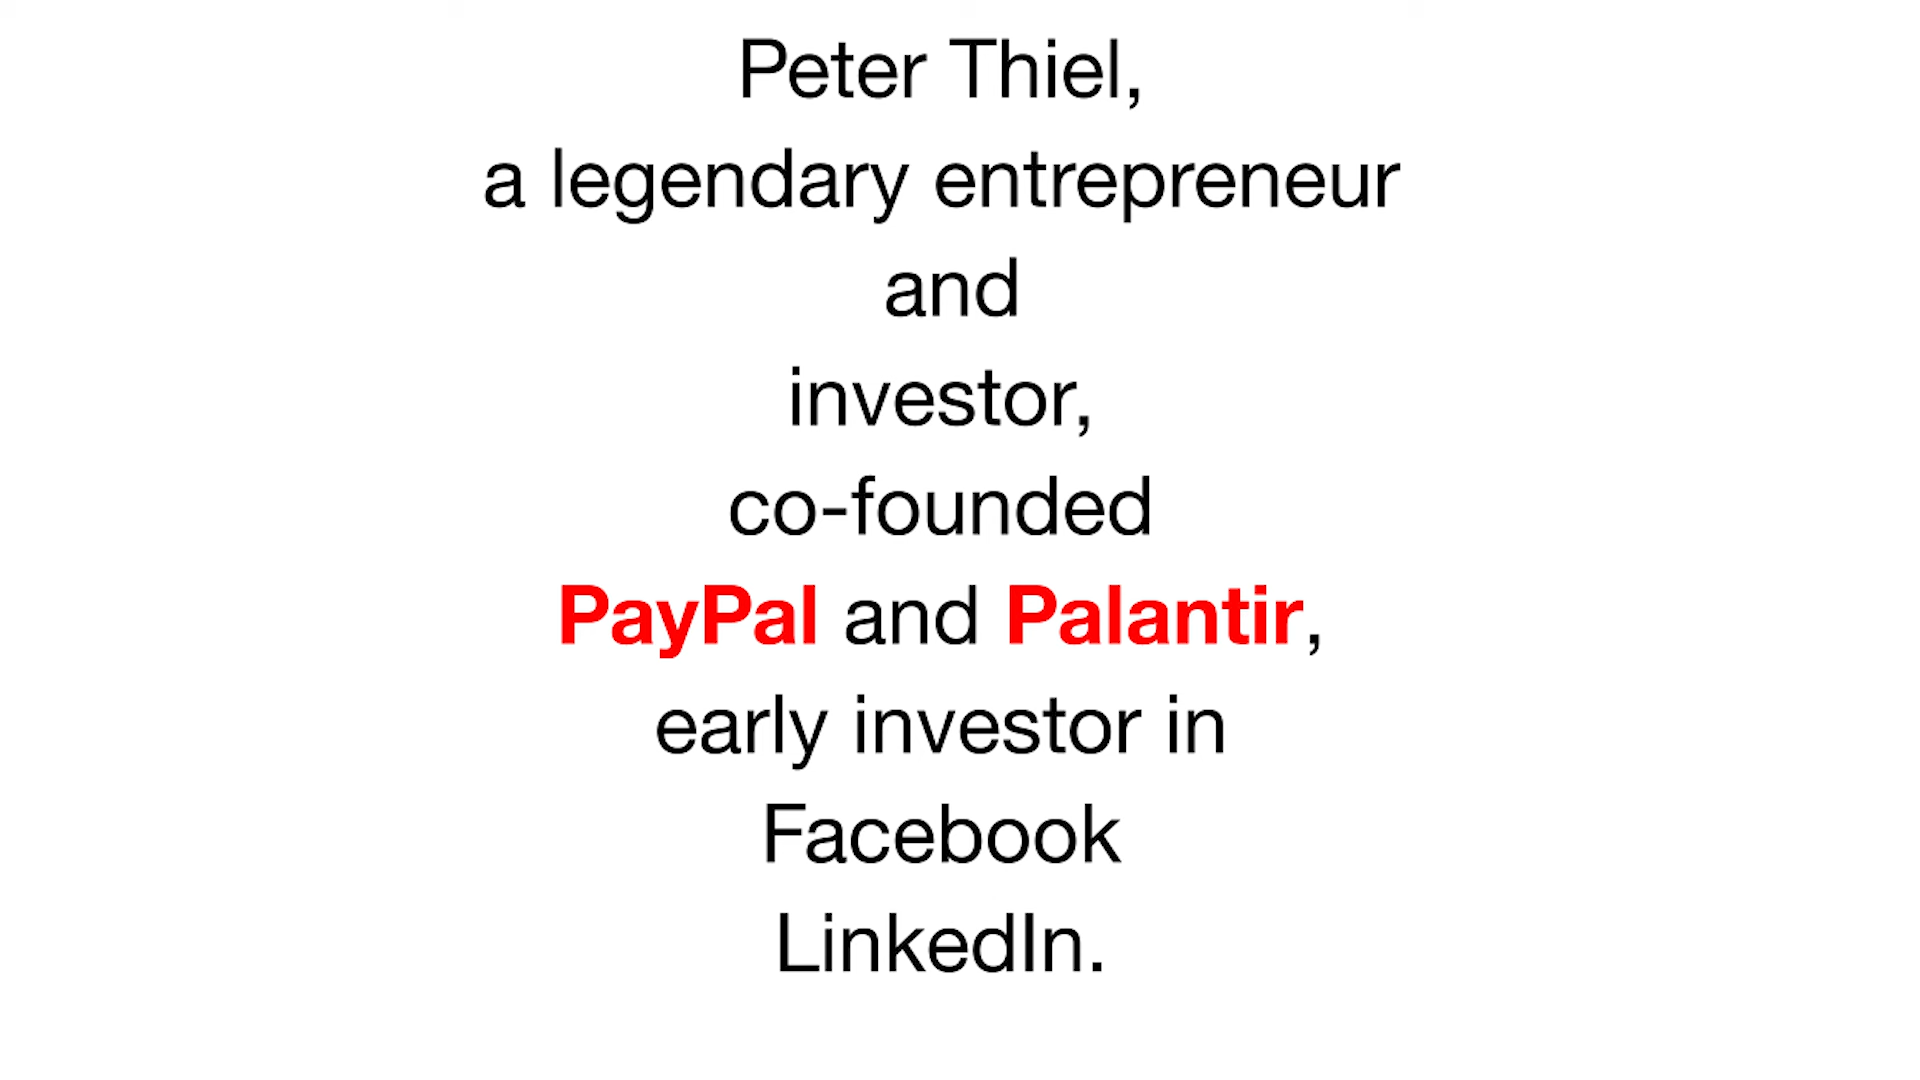 Peter Thiel,
a legendary entrepreneur
and
investor,
co-founded
PayPal and Palantir,
early investor in
Facebook
LinkedIn.